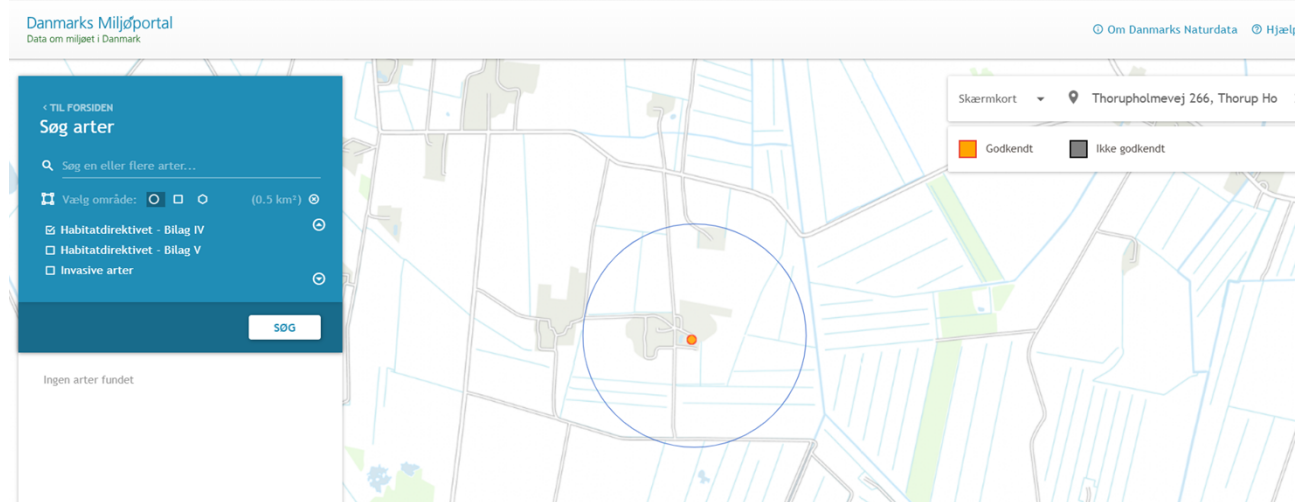 Danmarks Miljøportal
Data om miljøet i Danmark
Om Danmarks Naturdata Hjælp
< TIL FORSIDEN
Søg arter
Søg en eller flere arter...
Vælg område: (0.5 km²)
Habitatdirektivet - Bilag IV
Habitatdirektivet - Bilag V
Invasive arter
SØG
Ingen arter fundet
Skærmkort Thorupholmevej 266, Thorup Ho
Godkendt Ikke godkendt